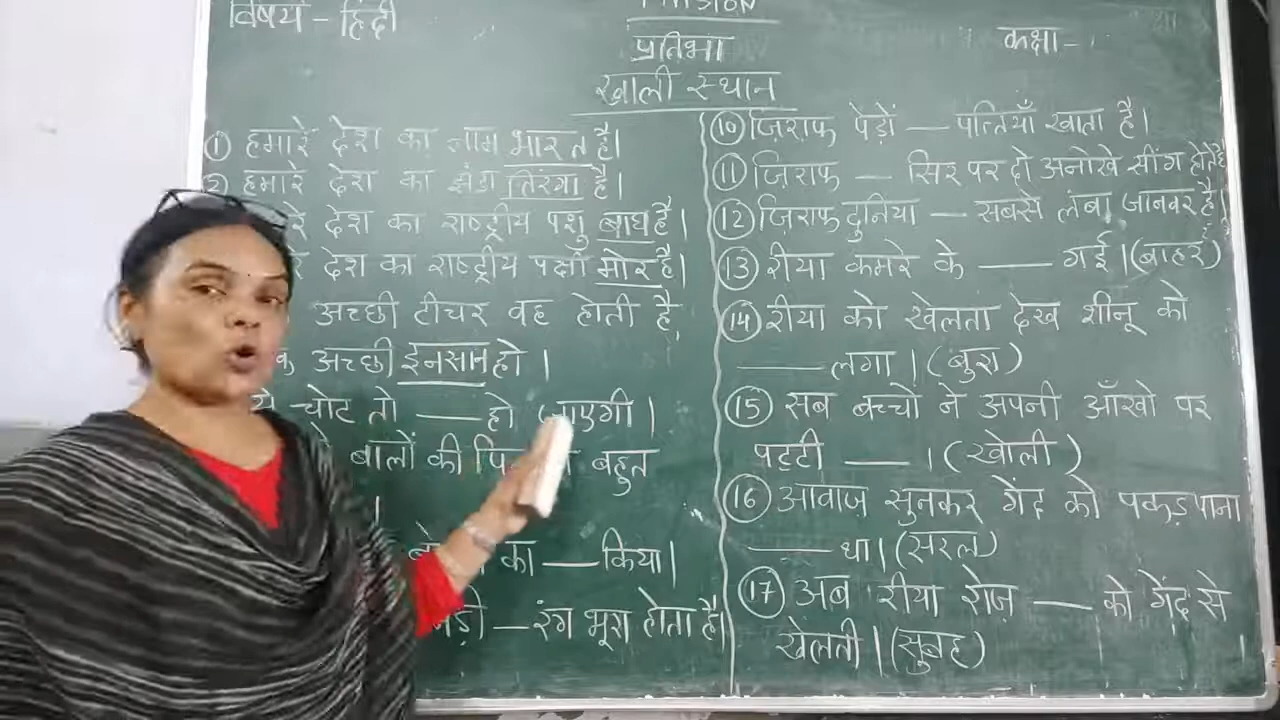 विषय - हिंदी
MISSION
प्रतिभा
कक्षा -
खाली स्थान
① हमारे देश का नाम भारत है।
② हमारे देश का झंडा तिरंगा है।
रे देश का राष्ट्रीय पशु बाघ है।
रे देश का राष्ट्रीय पक्षी मोर है।
अच्छी टीचर वह होती है,
क अच्छी इनसान हो ।
ये चोट तो — हो जाएगी।
बालों की बहुत
का — किया।
— रंग भूरा होता है।
⑩ ज़िराफ़ पेड़ों — पत्तियाँ खाता है।
⑪ ज़िराफ़ — सिर पर दो अनोखे सींग होते है
⑫ ज़िराफ़ दुनिया — सबसे लंबा जानवर है।
⑬ रीया कमरे के — गई।(बाहर)
⑭ रीया को खेलता देख शीनू को
— लगा । (बुरा)
⑮ सब बच्चों ने अपनी आँखों पर
पट्टी — । (खोली)
⑯ आवाज़ सुनकर गेंद को पकड़ पाना
— था। (सरल)
⑰ अब रीया रोज़ — को गेंद से
खेलती। (सुबह)